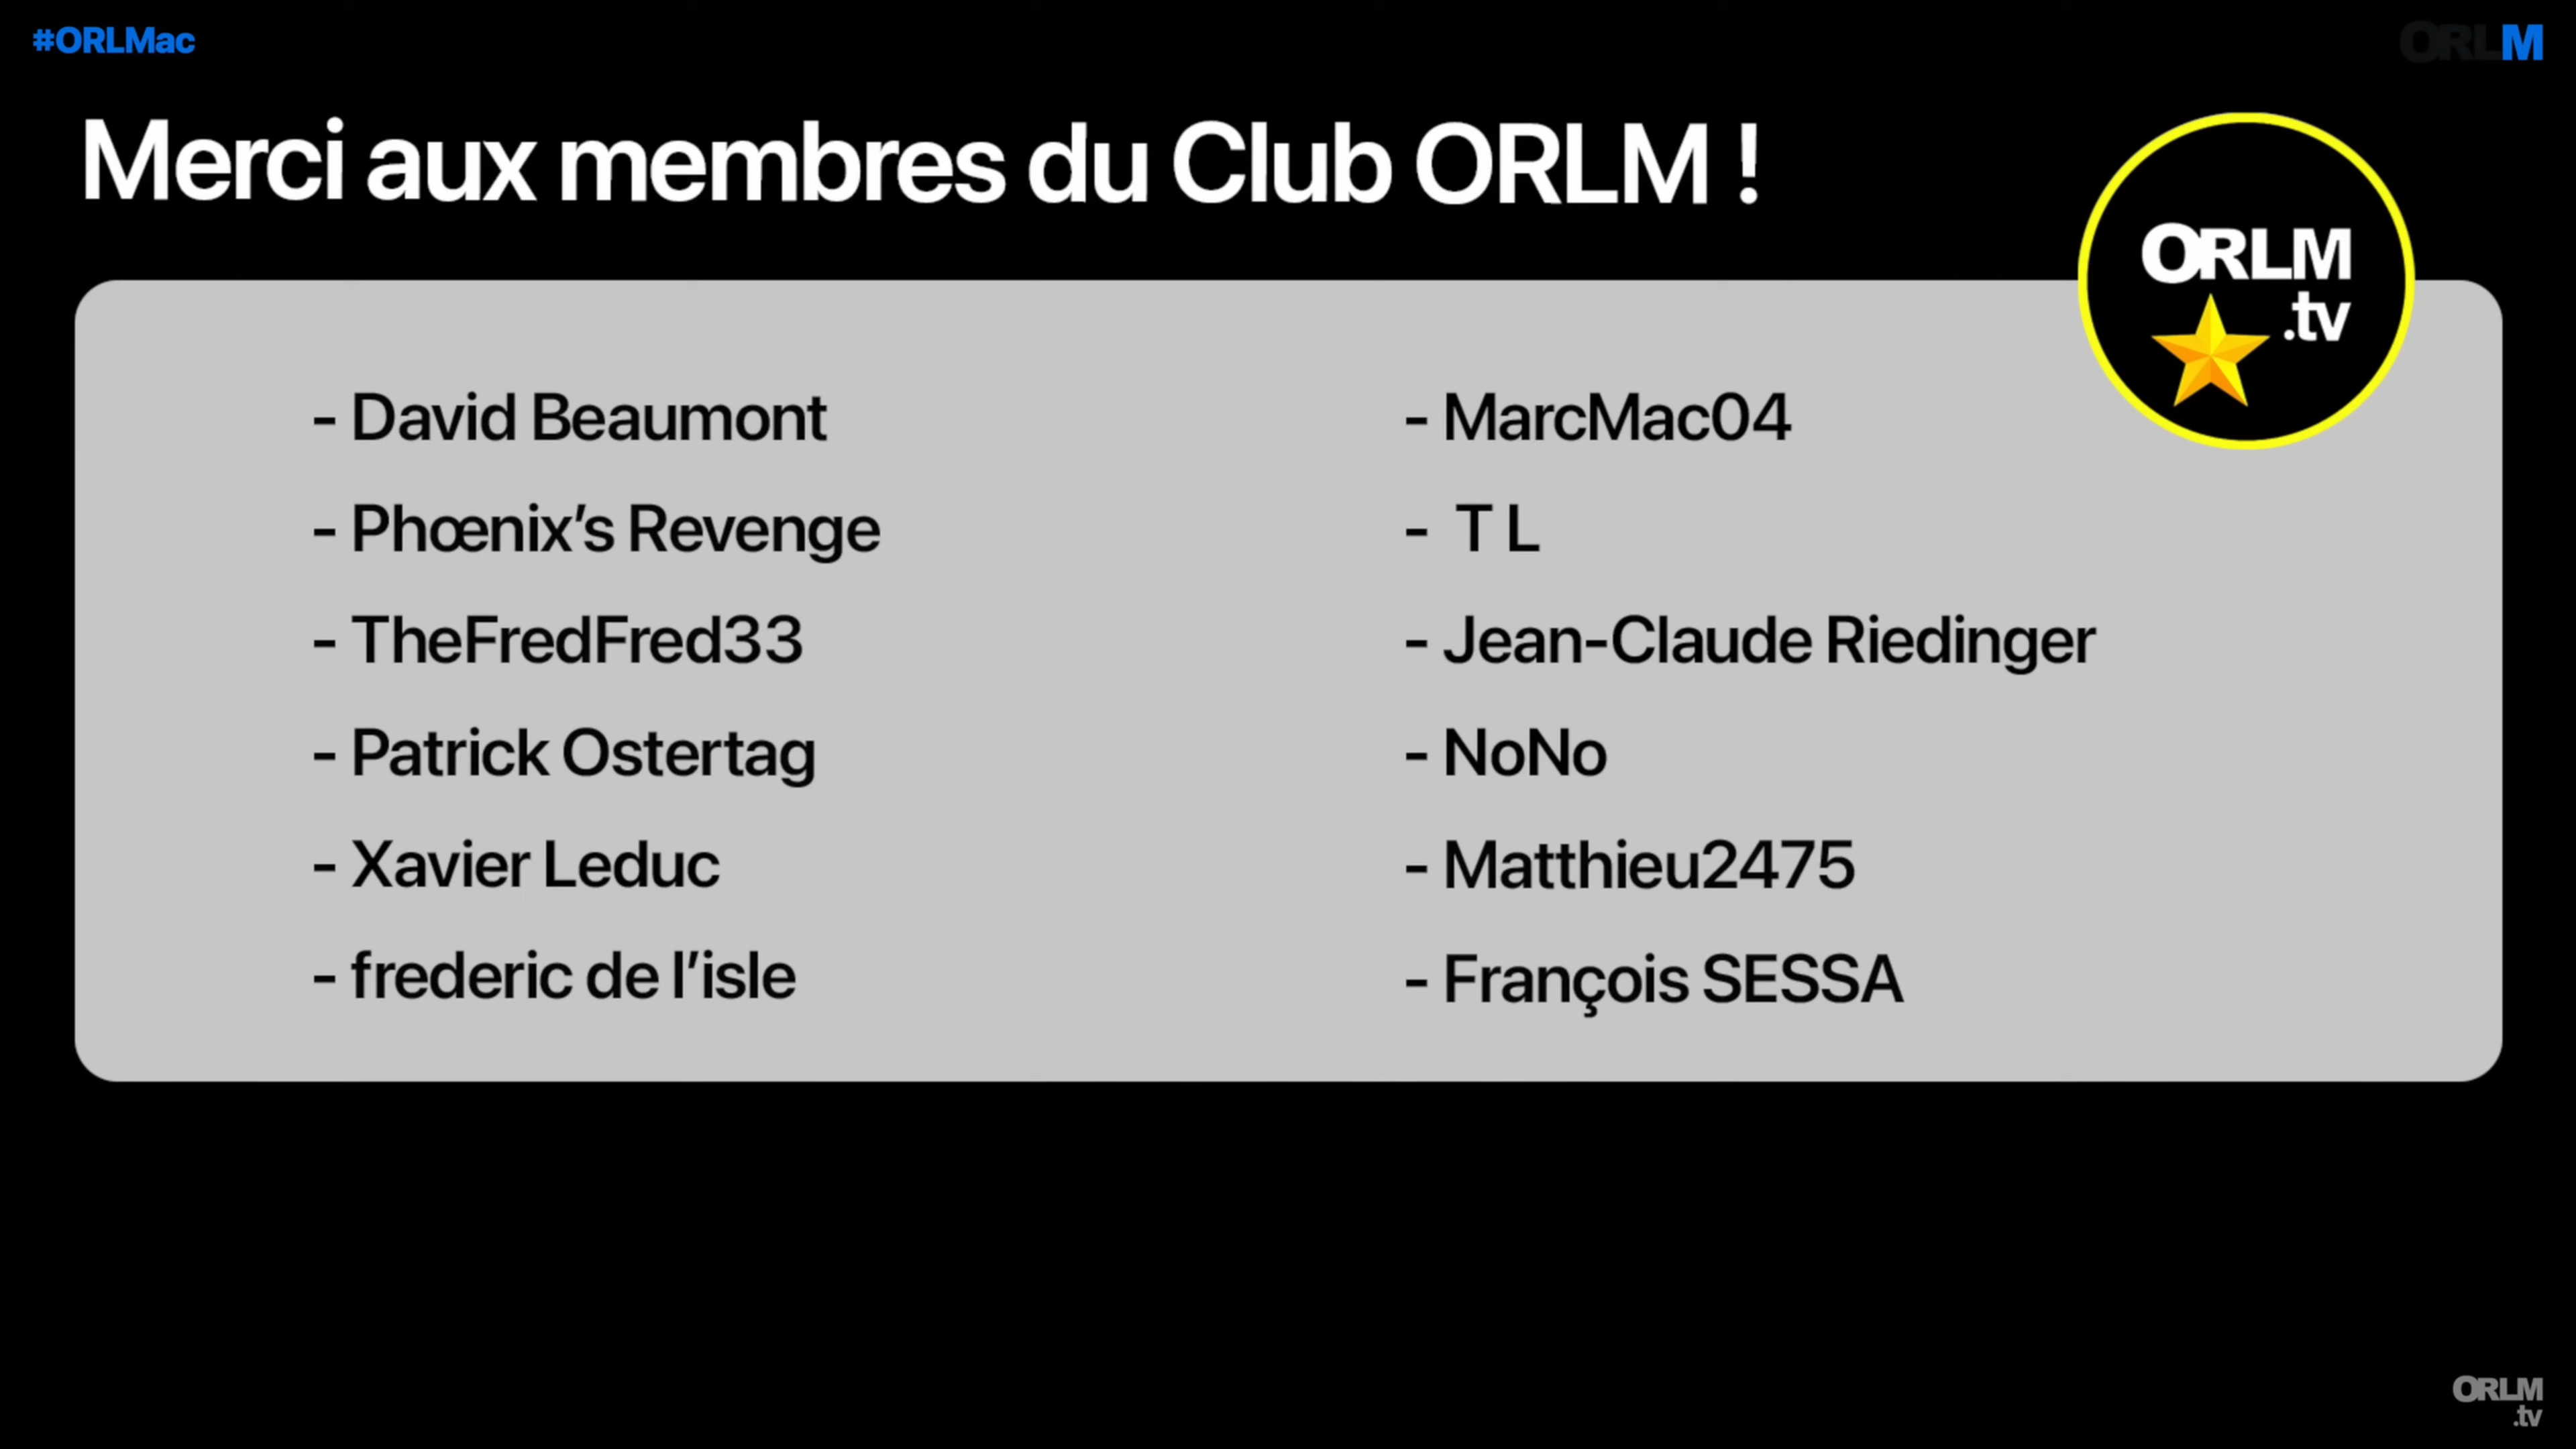 #ORLMac
ORLM
Merci aux membres du Club ORLM !
ORLM
.tv
- David Beaumont
- Phœnix’s Revenge
- TheFredFred33
- Patrick Ostertag
- Xavier Leduc
- frederic de l’isle
- MarcMac04
- T L
- Jean-Claude Riedinger
- NoNo
- Matthieu2475
- François SESSA
ORLM
.tv